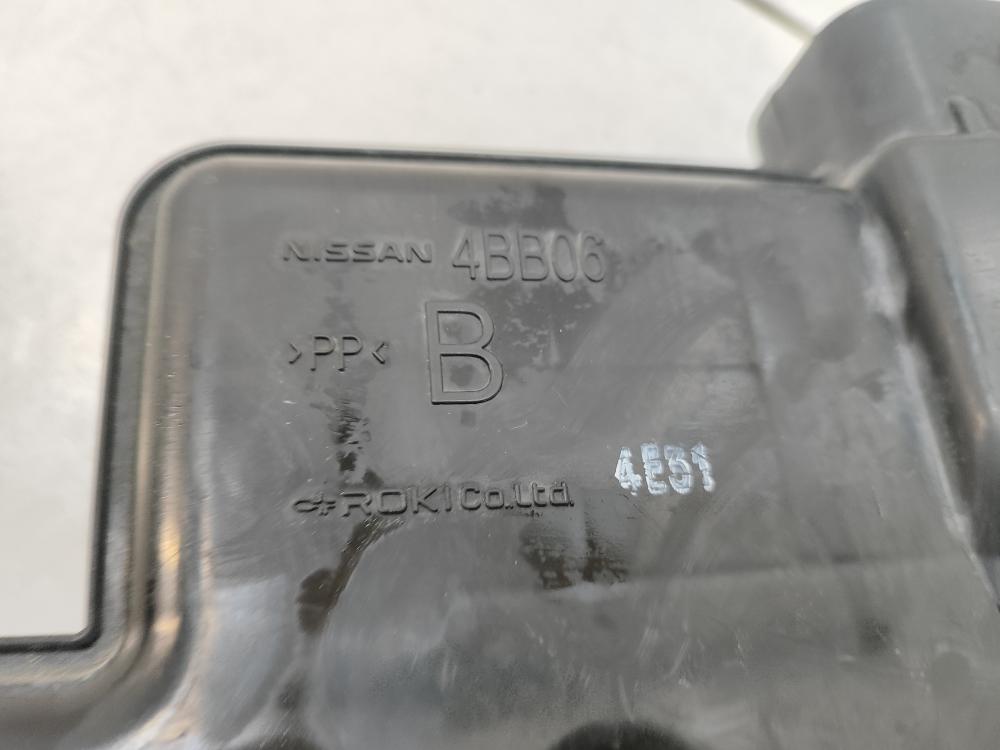 NISSAN 4BB06
>PP< B
ROKI Co.Ltd.
4E31